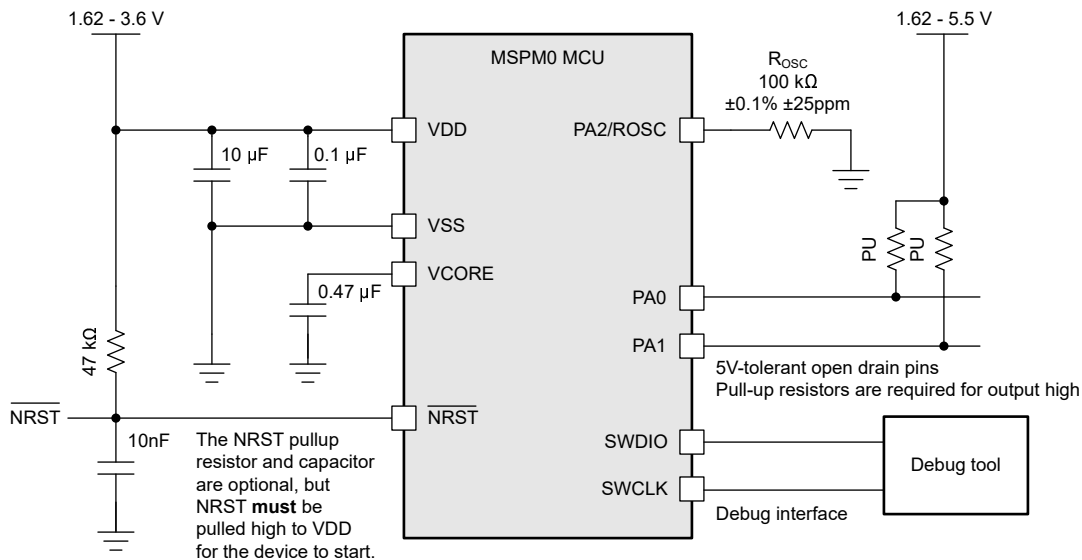 1.62 - 3.6 V
1.62 - 5.5 V
MSPM0 MCU
ROSC
100 kΩ
±0.1% ±25ppm
VDD
PA2/ROSC
10 µF
0.1 µF
VSS
PU
PU
VCORE
0.47 µF
PA0
47 kΩ
PA1
5V-tolerant open drain pins
Pull-up resistors are required for output high
NRST
NRST
10nF
The NRST pullup
resistor and capacitor
are optional, but
NRST must be
pulled high to VDD
for the device to start.
SWDIO
SWCLK
Debug tool
Debug interface